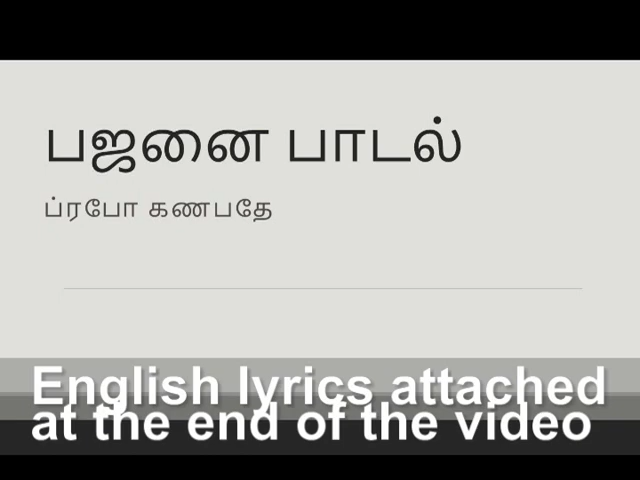 பஜனை பாடல்
ப்ரபோ கணபதே
English lyrics attached
at the end of the video